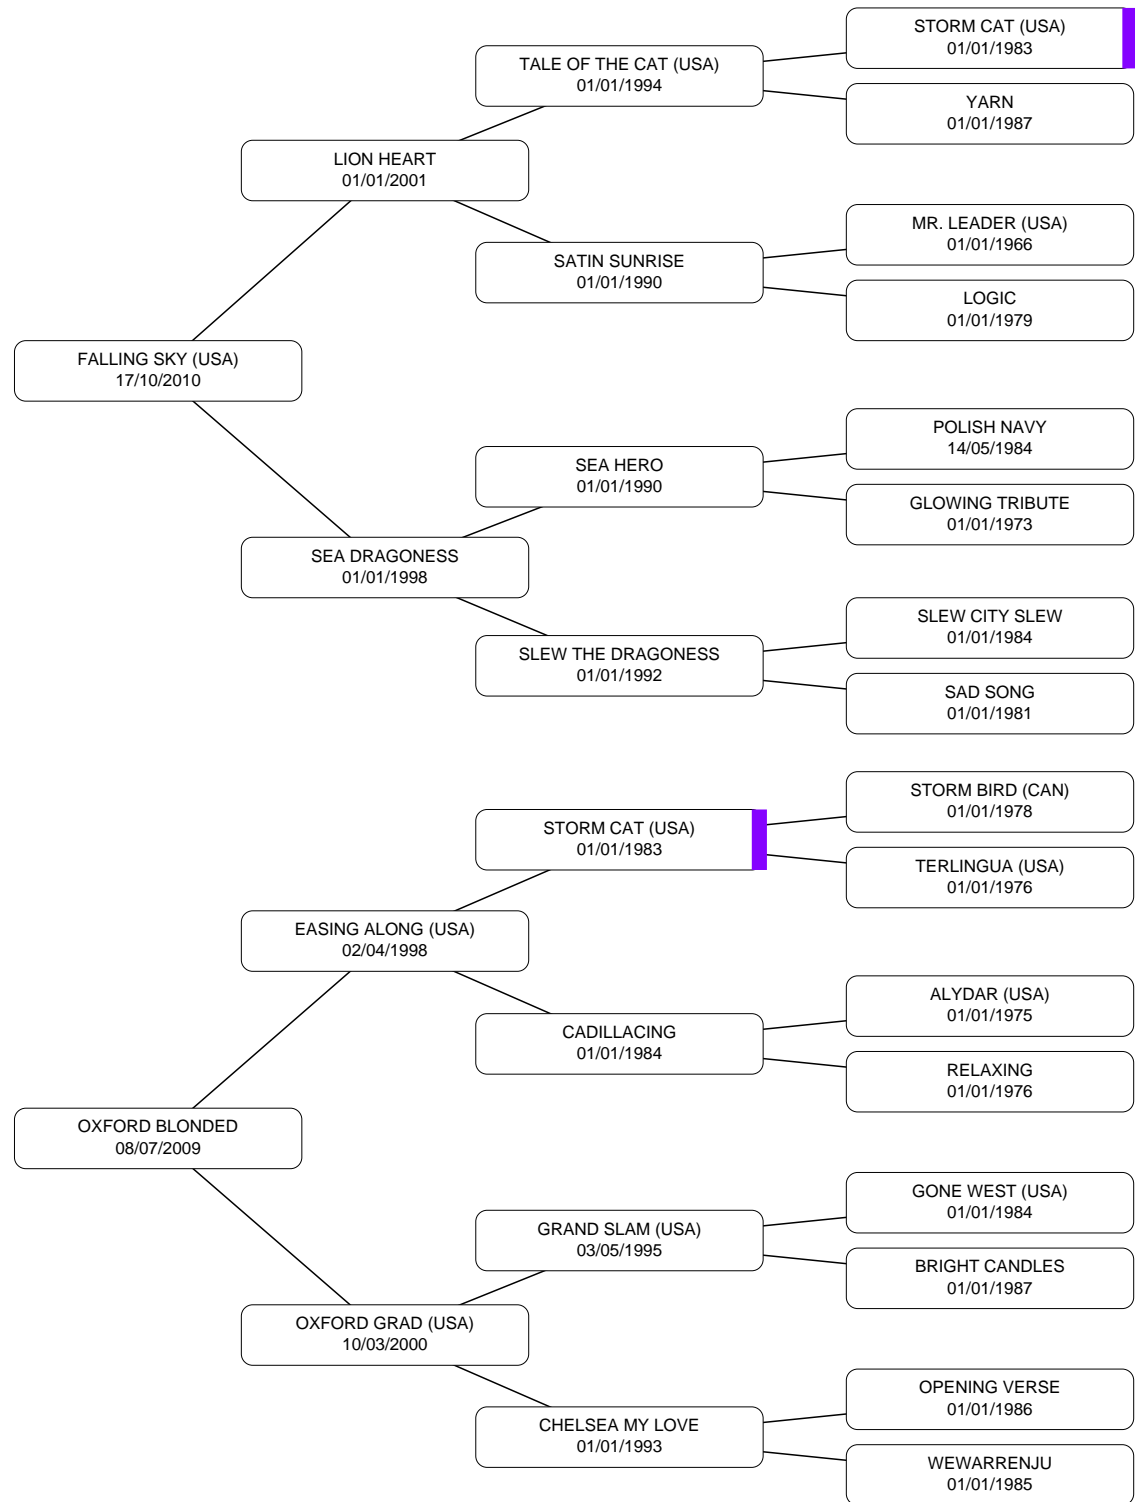 STORM CAT (USA)
01/01/1983
TALE OF THE CAT (USA)
01/01/1994
YARN
01/01/1987
LION HEART
01/01/2001
MR. LEADER (USA)
01/01/1966
SATIN SUNRISE
01/01/1990
LOGIC
01/01/1979
FALLING SKY (USA)
17/10/2010
POLISH NAVY
14/05/1984
SEA HERO
01/01/1990
GLOWING TRIBUTE
01/01/1973
SEA DRAGONESS
01/01/1998
SLEW CITY SLEW
01/01/1984
SLEW THE DRAGONESS
01/01/1992
SAD SONG
01/01/1981
STORM BIRD (CAN)
01/01/1978
STORM CAT (USA)
01/01/1983
TERLINGUA (USA)
01/01/1976
EASING ALONG (USA)
02/04/1998
ALYDAR (USA)
01/01/1975
CADILLACING
01/01/1984
RELAXING
01/01/1976
OXFORD BLONDED
08/07/2009
GONE WEST (USA)
01/01/1984
GRAND SLAM (USA)
03/05/1995
BRIGHT CANDLES
01/01/1987
OXFORD GRAD (USA)
10/03/2000
OPENING VERSE
01/01/1986
CHELSEA MY LOVE
01/01/1993
WEWARRENJU
01/01/1985